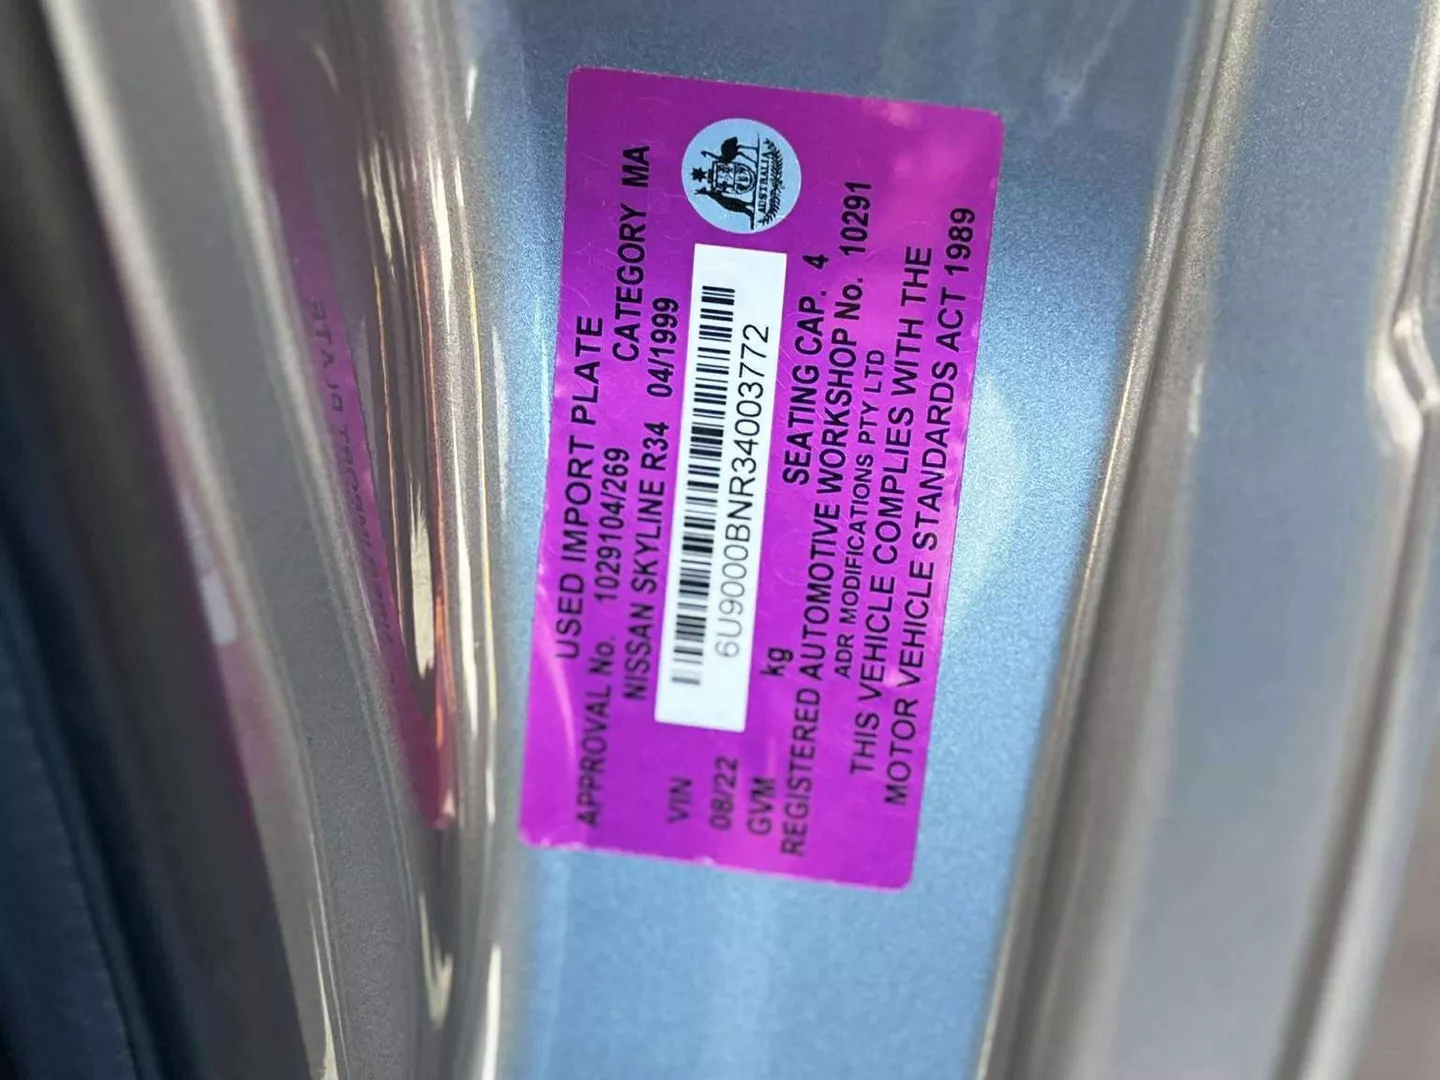 AUSTRALIA
USED IMPORT PLATE
APPROVAL No. 1029104/269 CATEGORY MA
NISSAN SKYLINE R34 04/1999
VIN
6U9000BNR34003772
08/22
GVM kg SEATING CAP. 4
REGISTERED AUTOMOTIVE WORKSHOP No. 10291
ADR MODIFICATIONS PTY LTD
THIS VEHICLE COMPLIES WITH THE
MOTOR VEHICLE STANDARDS ACT 1989